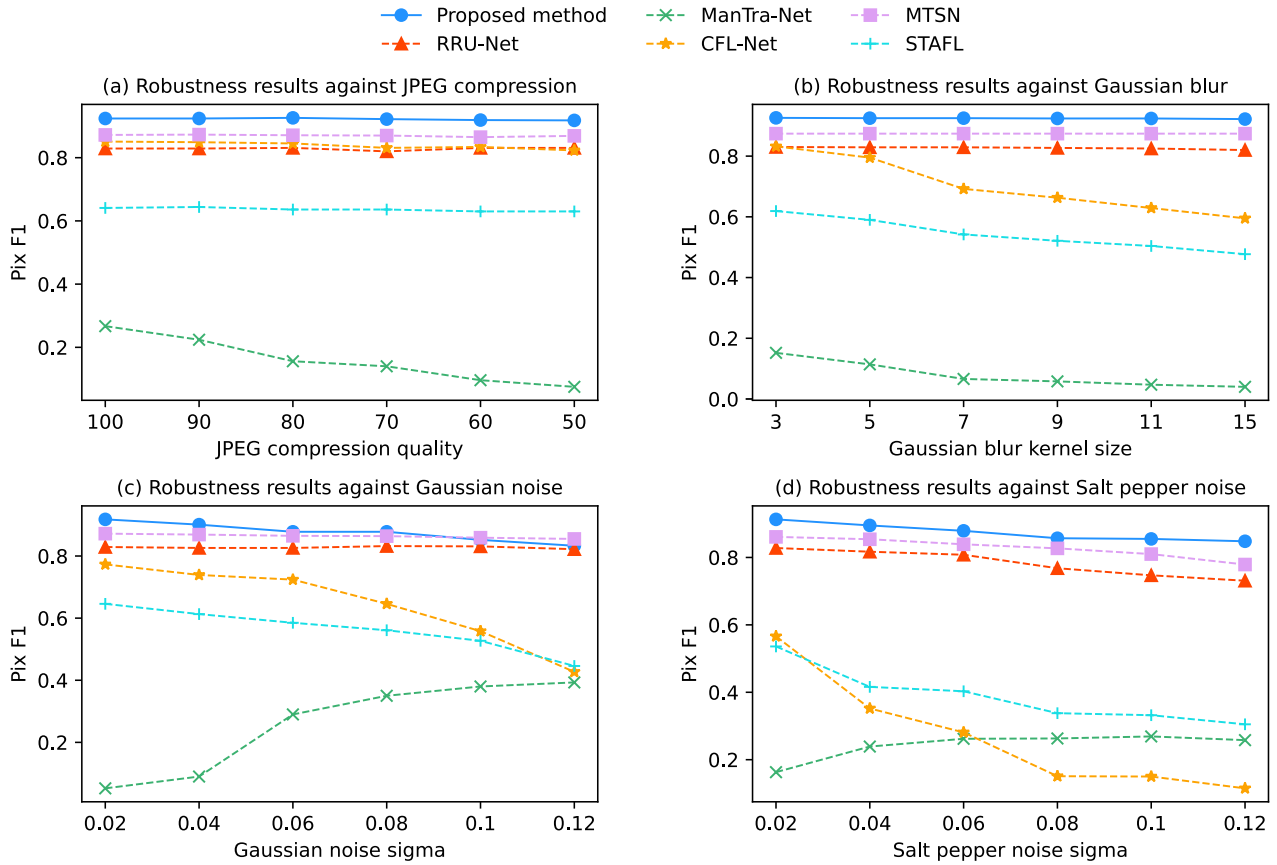 Proposed method
RRU-Net
ManTra-Net
CFL-Net
MTSN
STAFL
(a) Robustness results against JPEG compression
Pix F1
0.8
0.6
0.4
0.2
100 90 80 70 60 50
JPEG compression quality
(b) Robustness results against Gaussian blur
Pix F1
0.8
0.6
0.4
0.2
0.0
3 5 7 9 11 15
Gaussian blur kernel size
(c) Robustness results against Gaussian noise
Pix F1
0.8
0.6
0.4
0.2
0.02 0.04 0.06 0.08 0.1 0.12
Gaussian noise sigma
(d) Robustness results against Salt pepper noise
Pix F1
0.8
0.6
0.4
0.2
0.02 0.04 0.06 0.08 0.1 0.12
Salt pepper noise sigma